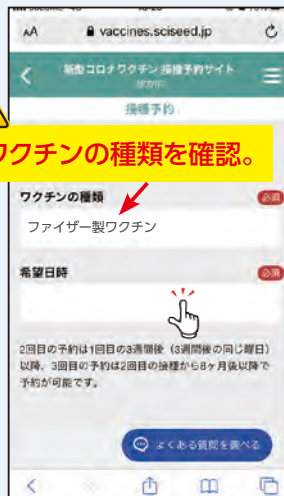 AA vaccines.sciseed.jp
新型コロナワクチン接種予約サイト
接種予約
ワクチンの種類を確認。
ワクチンの種類 必須
ファイザー製ワクチン
希望日時 必須
2回目の予約は1回目の3週間後（3週間後の同じ曜日）
以降、3回目の予約は2回目の接種から8ヶ月後以降で
予約が可能です。
よくある質問を調べる